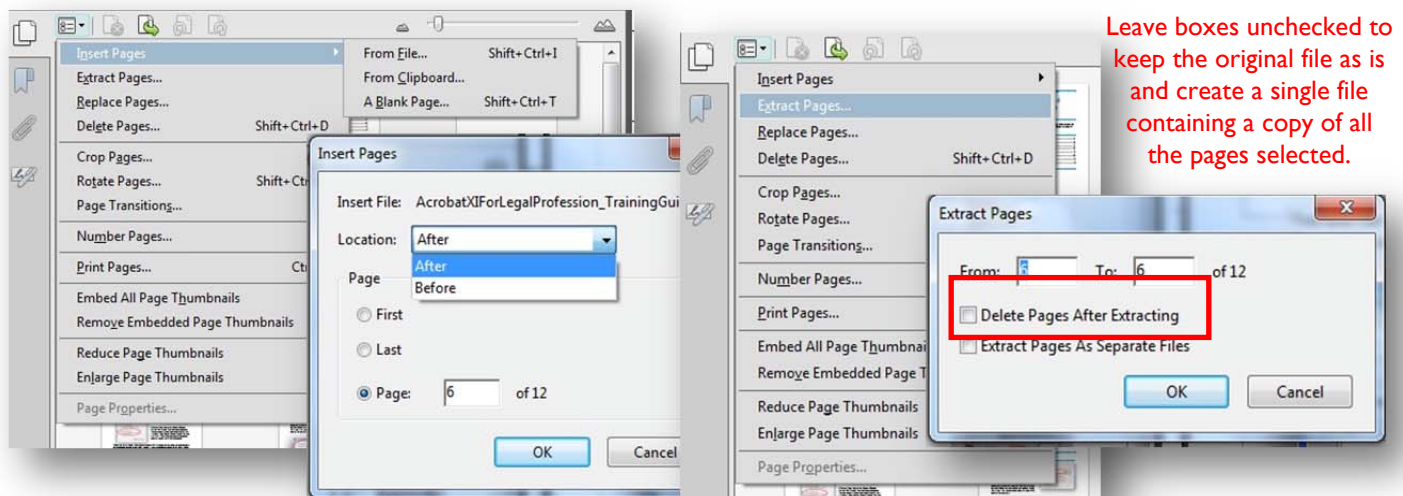 Insert Pages
Extract Pages...
Replace Pages...
Delete Pages... Shift+Ctrl+D
Crop Pages...
Rotate Pages... Shift+Ctr
Page Transitions...
Number Pages...
Print Pages... Ct
Embed All Page Thumbnails
Remove Embedded Page Thumbnails
Reduce Page Thumbnails
Enlarge Page Thumbnails
Page Properties...
From File... Shift+Ctrl+I
From Clipboard...
A Blank Page... Shift+Ctrl+T
Insert Pages
Insert File: AcrobatXIForLegalProfession_TrainingGui
Location: After
After
Before
Page
First
Last
Page: 6 of 12
OK Cancel
Insert Pages
Extract Pages...
Replace Pages...
Delete Pages... Shift+Ctrl+D
Crop Pages...
Rotate Pages...
Page Transitions...
Number Pages...
Print Pages...
Embed All Page Thumbnai
Remove Embedded Page T
Reduce Page Thumbnails
Enlarge Page Thumbnails
Page Properties...
Leave boxes unchecked to
keep the original file as is
and create a single file
containing a copy of all
the pages selected.
Extract Pages
From: 6 To: 6 of 12
Delete Pages After Extracting
Extract Pages As Separate Files
OK Cancel